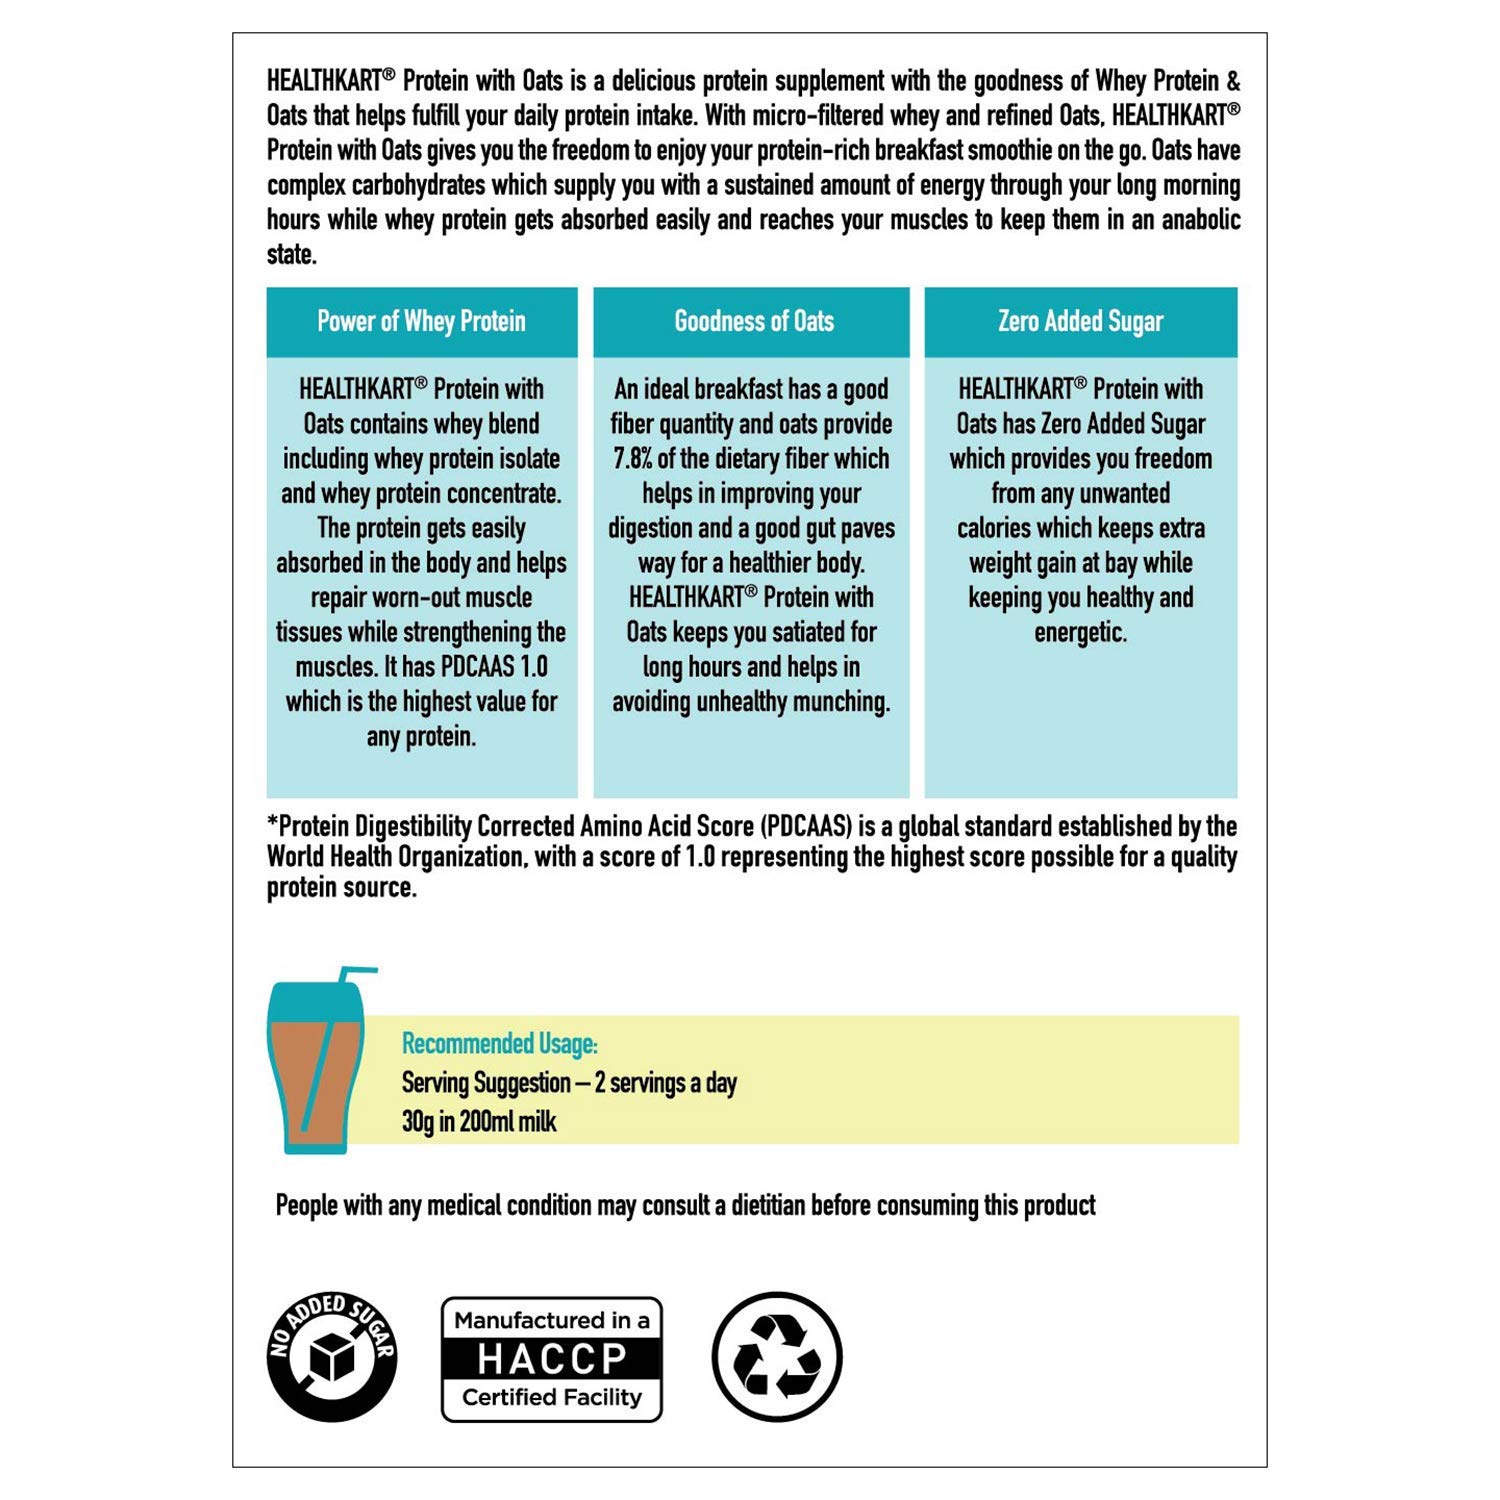 HEALTHKART® Protein with Oats is a delicious protein supplement with the goodness of Whey Protein &
Oats that helps fulfill your daily protein intake. With micro-filtered whey and refined Oats, HEALTHKART®
Protein with Oats gives you the freedom to enjoy your protein-rich breakfast smoothie on the go. Oats have
complex carbohydrates which supply you with a sustained amount of energy through your long morning
hours while whey protein gets absorbed easily and reaches your muscles to keep them in an anabolic
state.
Power of Whey Protein
HEALTHKART® Protein with
Oats contains whey blend
including whey protein isolate
and whey protein concentrate.
The protein gets easily
absorbed in the body and helps
repair worn-out muscle
tissues while strengthening the
muscles. It has PDCAAS 1.0
which is the highest value for
any protein.
Goodness of Oats
An ideal breakfast has a good
fiber quantity and oats provide
7.8% of the dietary fiber which
helps in improving your
digestion and a good gut paves
way for a healthier body.
HEALTHKART® Protein with
Oats keeps you satiated for
long hours and helps in
avoiding unhealthy munching.
Zero Added Sugar
HEALTHKART® Protein with
Oats has Zero Added Sugar
which provides you freedom
from any unwanted
calories which keeps extra
weight gain at bay while
keeping you healthy and
energetic.
*Protein Digestibility Corrected Amino Acid Score (PDCAAS) is a global standard established by the
World Health Organization, with a score of 1.0 representing the highest score possible for a quality
protein source.
Recommended Usage:
Serving Suggestion – 2 servings a day
30g in 200ml milk
People with any medical condition may consult a dietitian before consuming this product
NO ADDED SUGAR
Manufactured in a
HACCP
Certified Facility